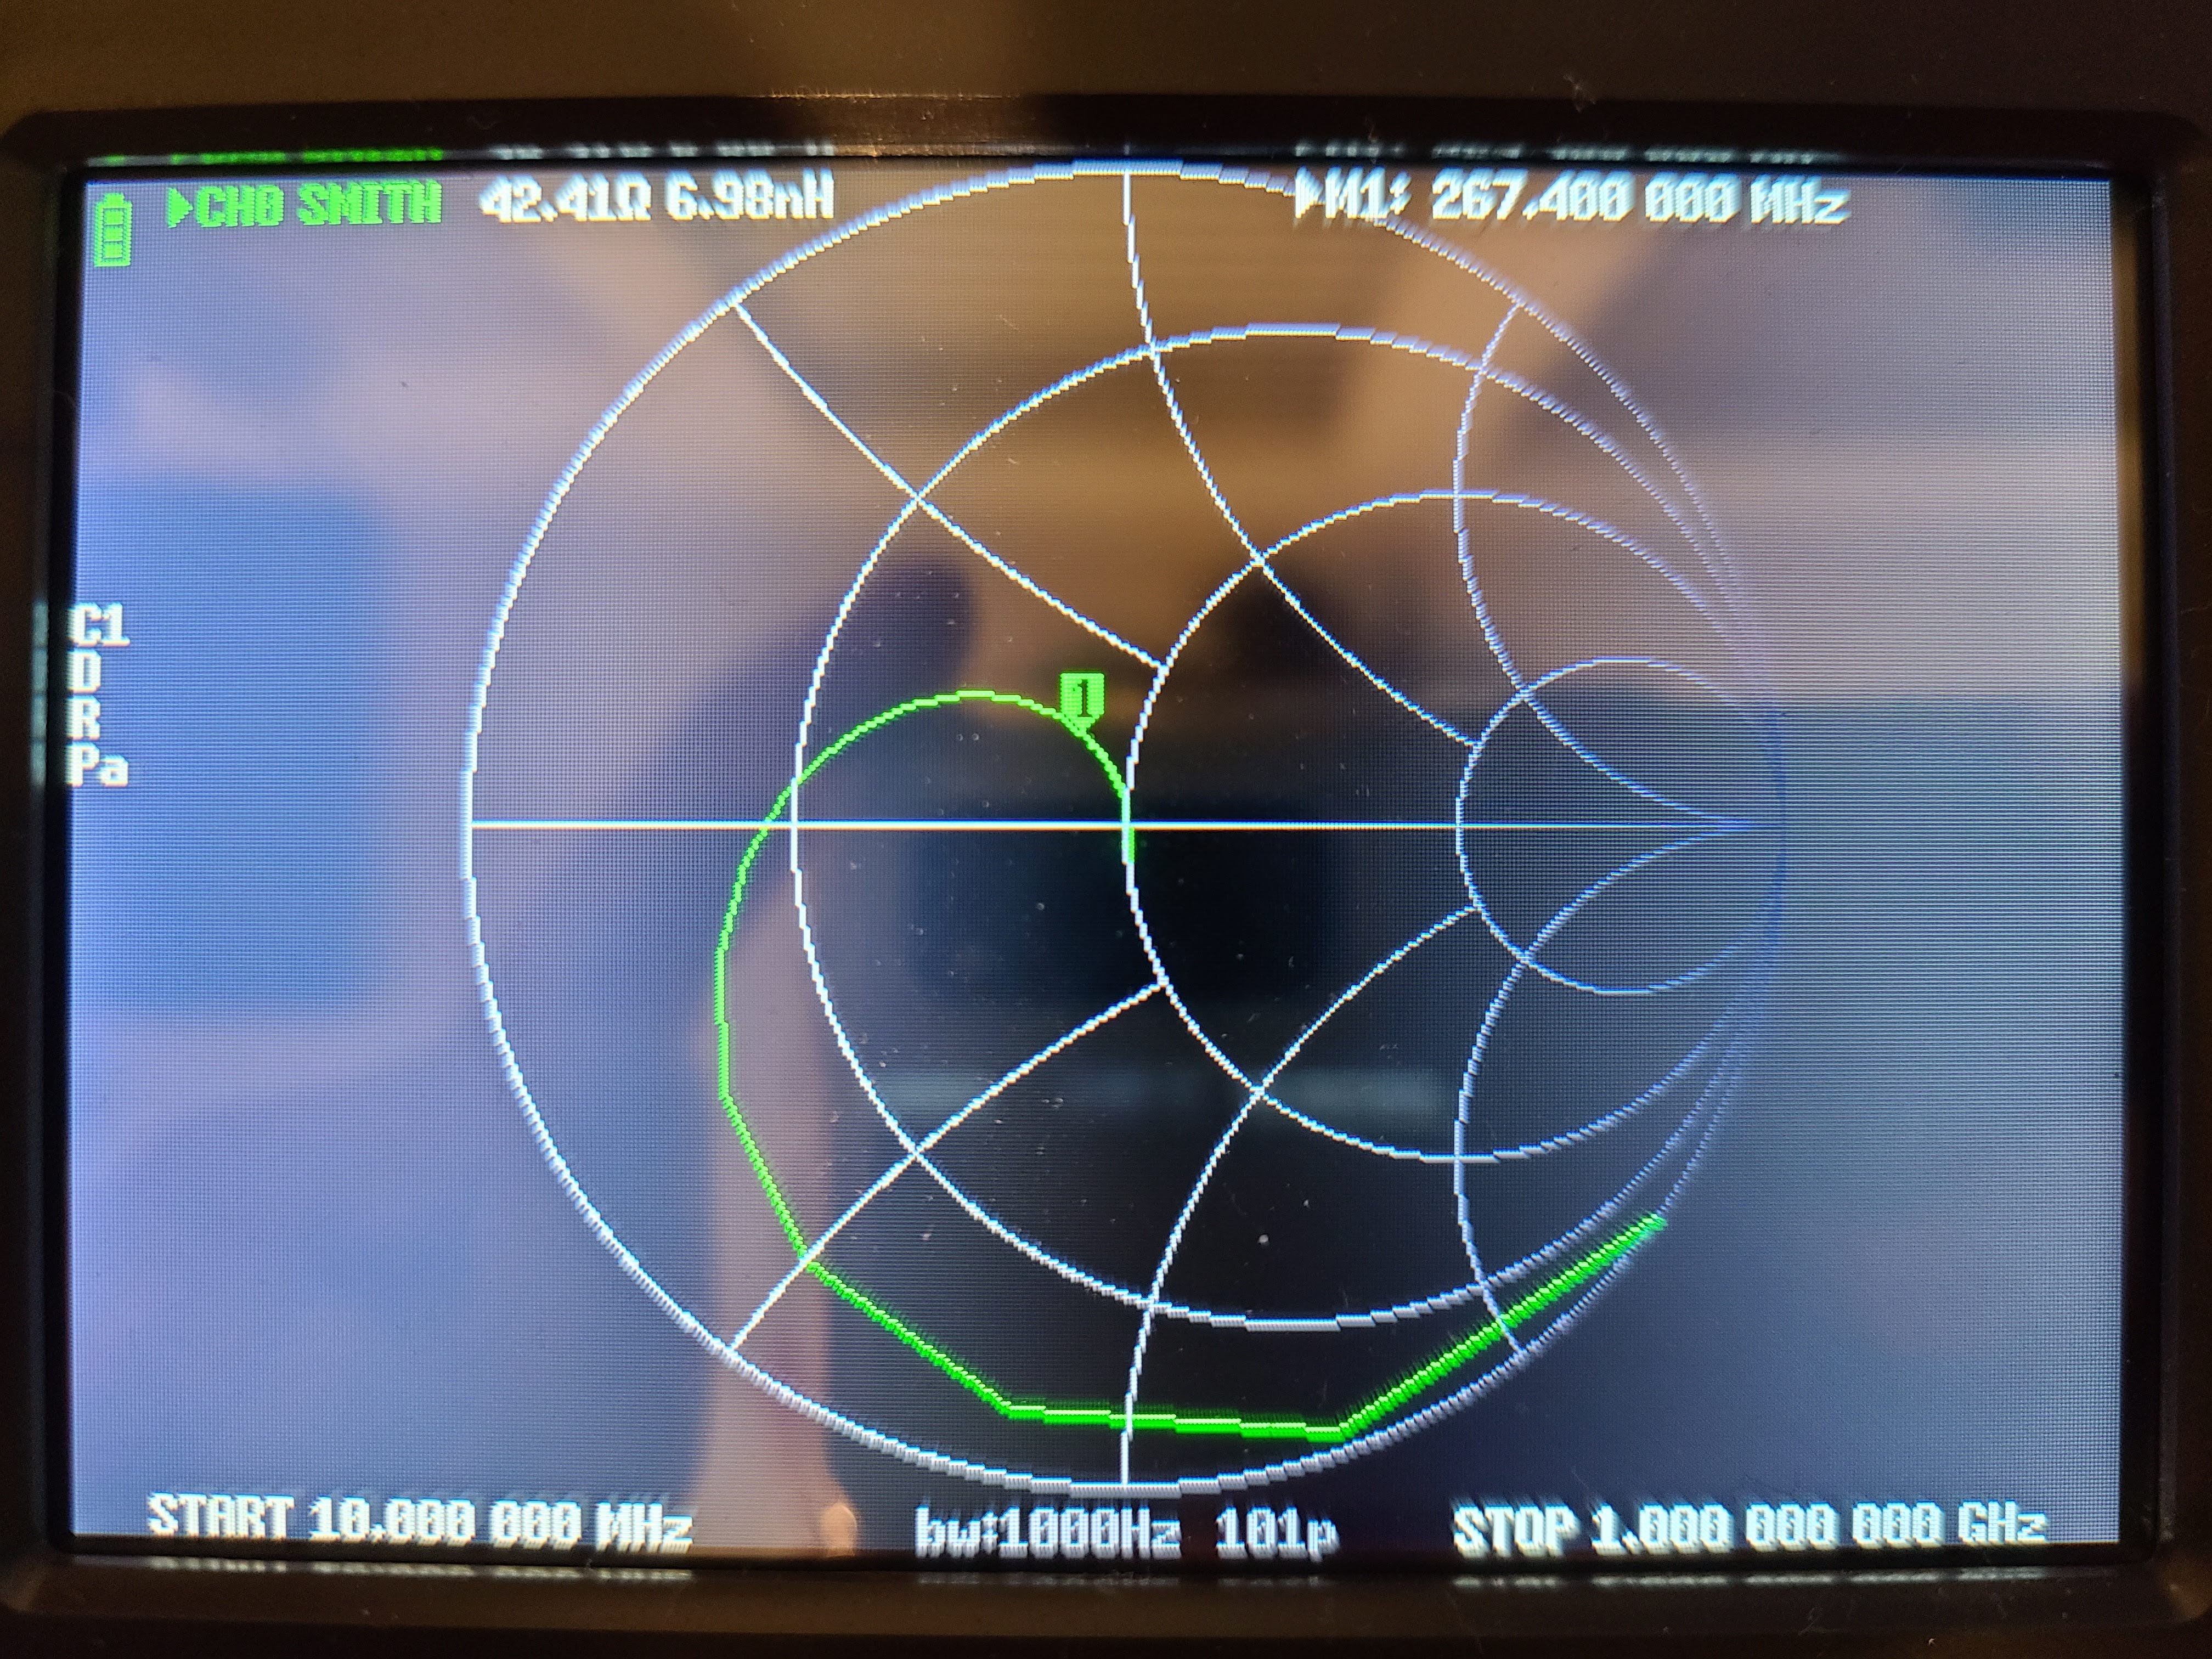 ▶CH0 SMITH 42.41Ω 6.98nH ▶M1: 267.400 000 MHz
C1
D
R
Pa
1
START 10.000 000 MHz bw:1000Hz 101p STOP 1.000 000 000 GHz